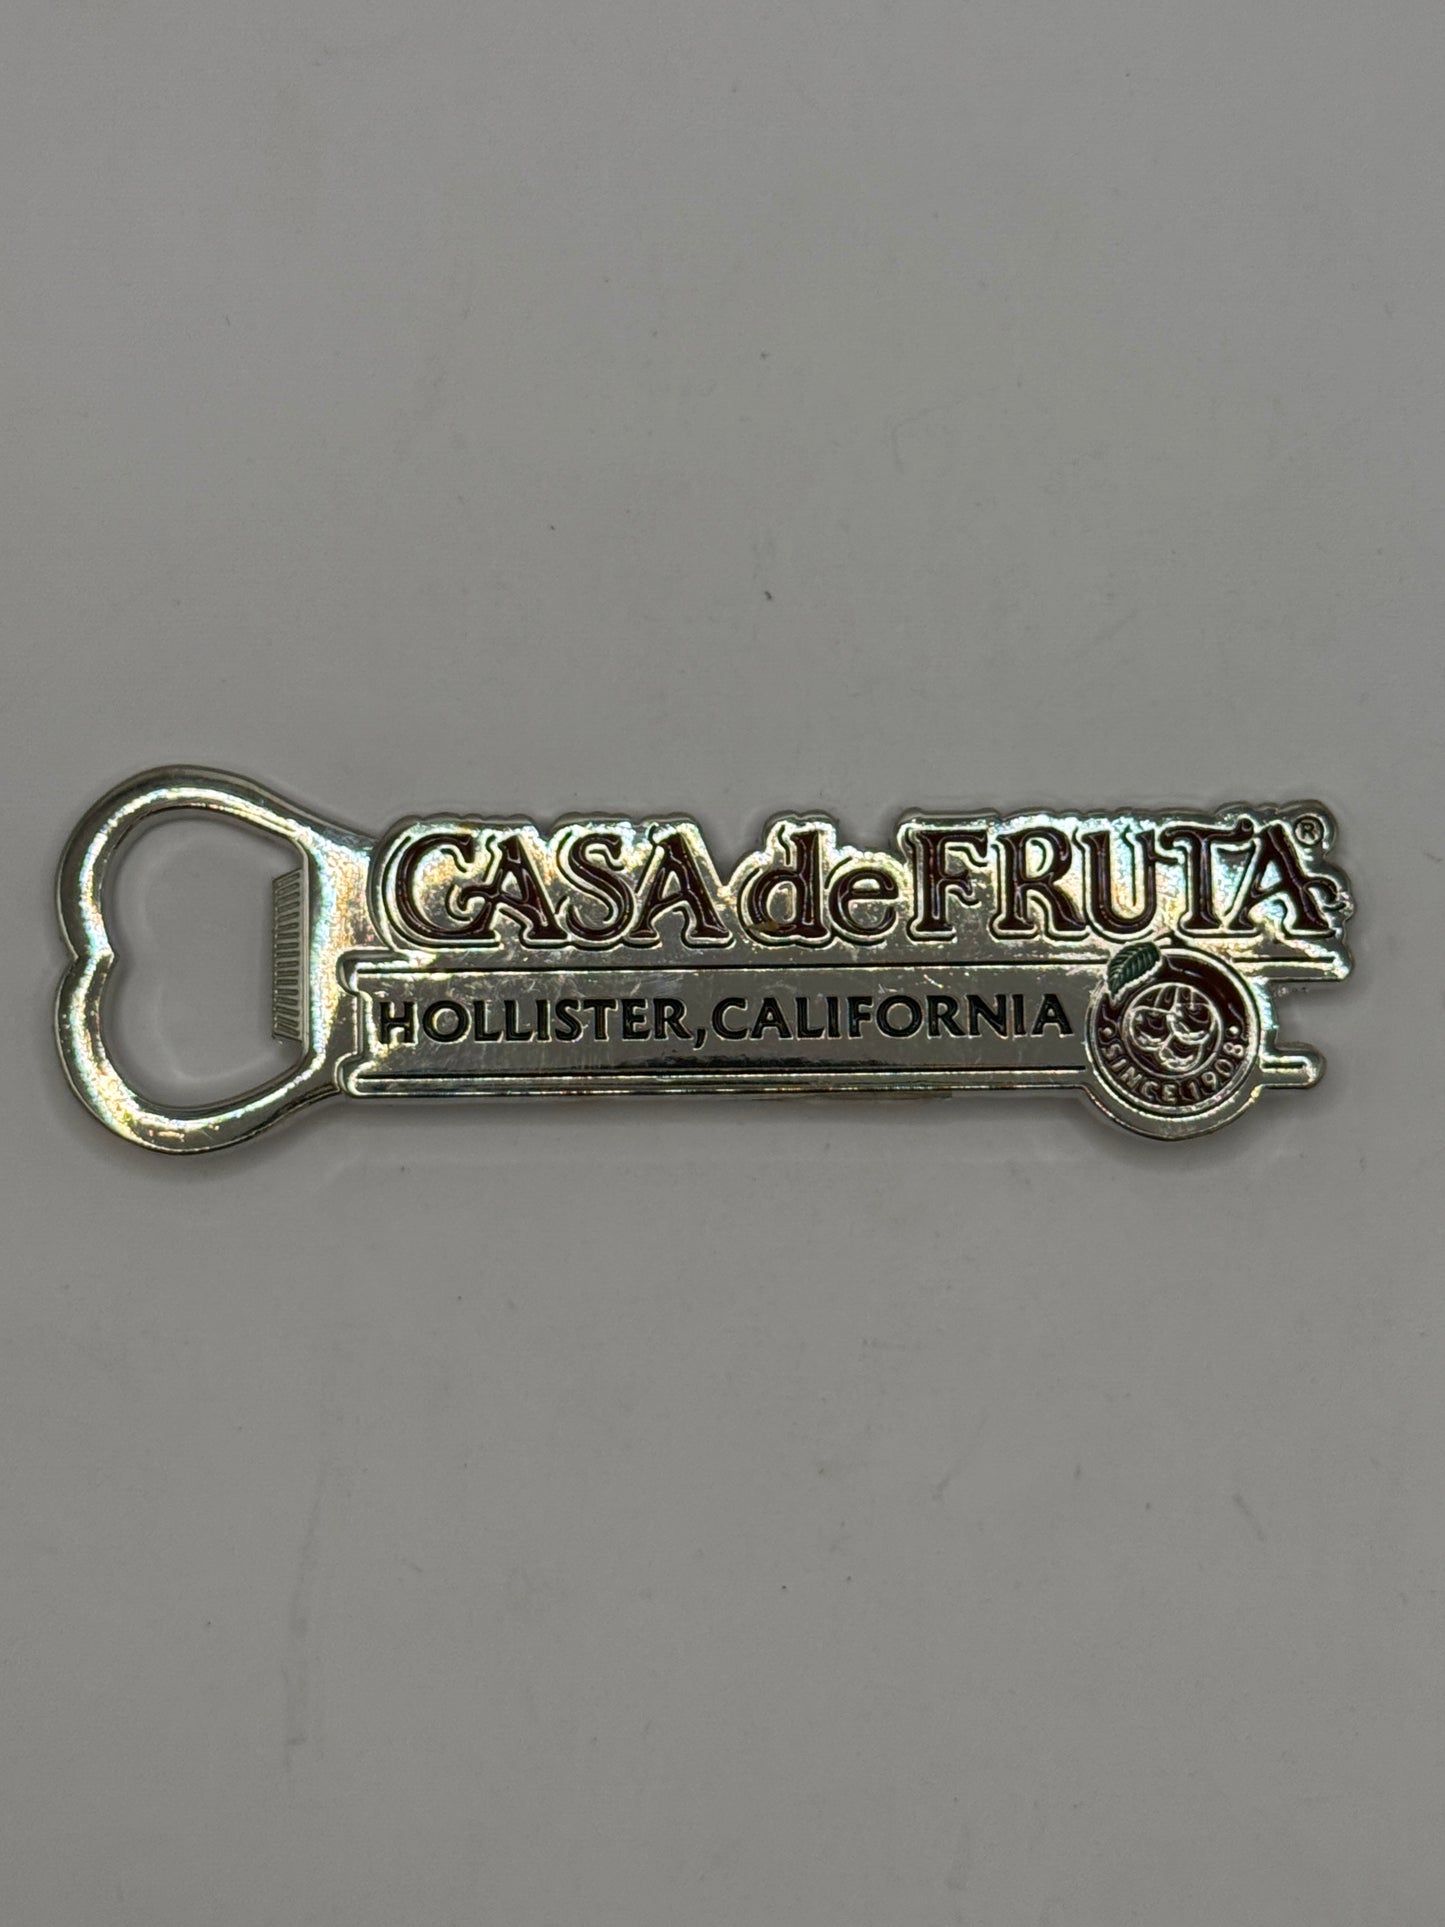 CASA de FRUTA®
HOLLISTER, CALIFORNIA
• SINCE 1908 •